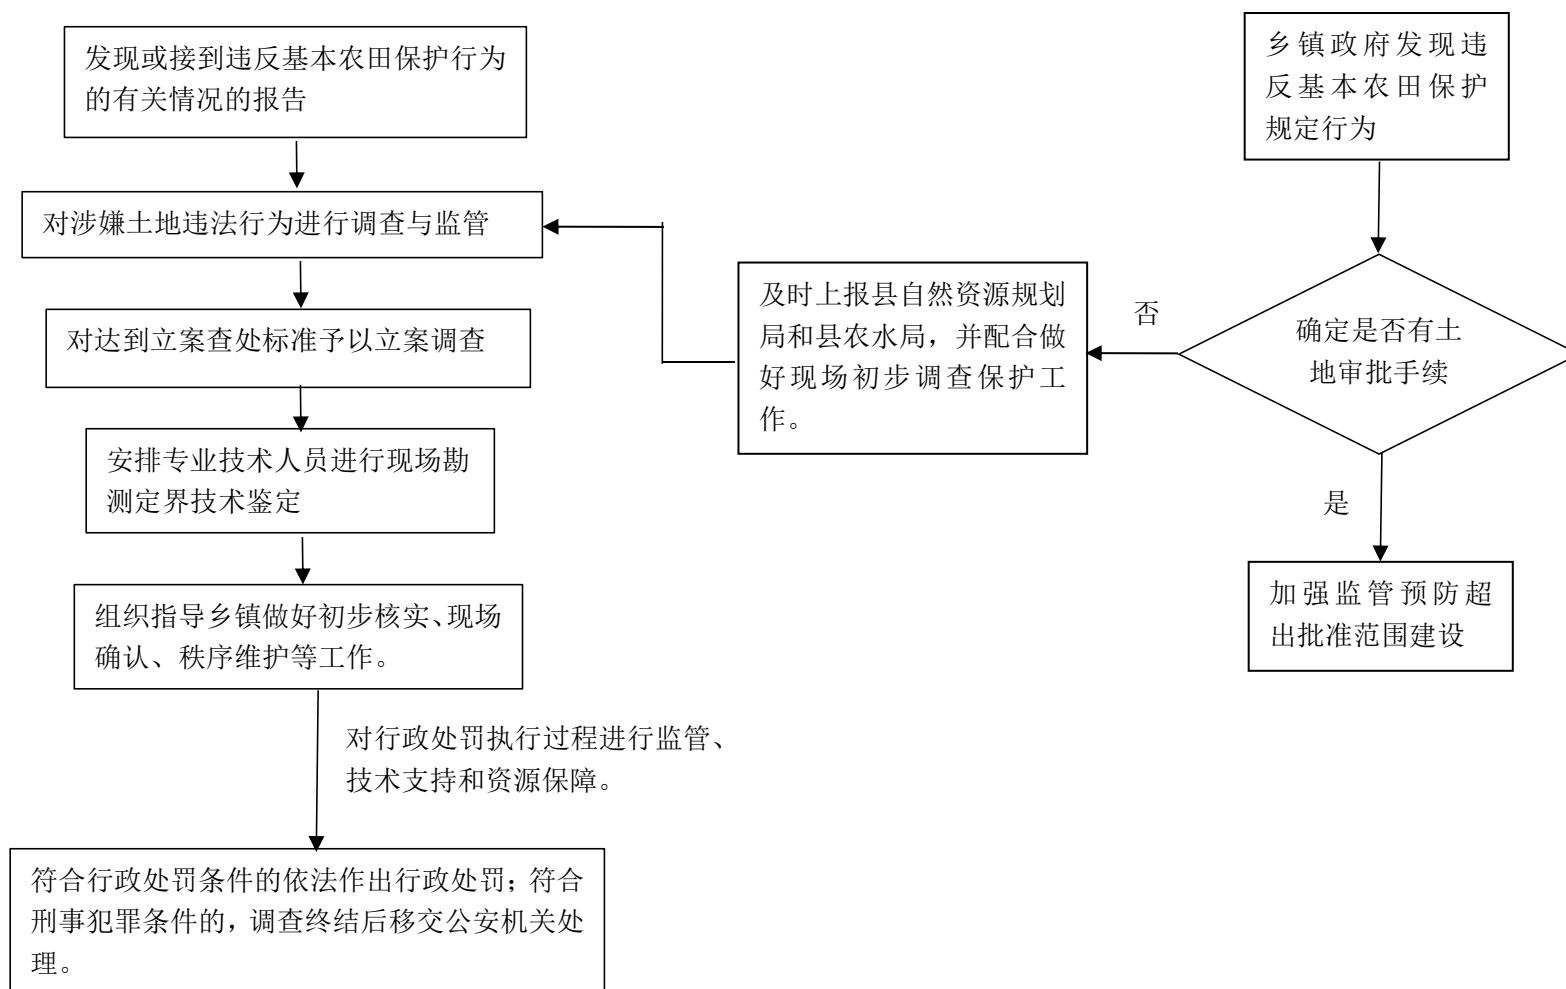 发现或接到违反基本农田保护行为
的有关情况的报告
对涉嫌土地违法行为进行调查与监管
对达到立案查处标准予以立案调查
安排专业技术人员进行现场勘
测定界技术鉴定
组织指导乡镇做好初步核实、现场
确认、秩序维护等工作。
对行政处罚执行过程进行监管、
技术支持和资源保障。
符合行政处罚条件的依法作出行政处罚；符合
刑事犯罪条件的，调查终结后移交公安机关处
理。
乡镇政府发现违
反基本农田保护
规定行为
确定是否有土
地审批手续
否
及时上报县自然资源规划
局和县农水局，并配合做
好现场初步调查保护工
作。
是
加强监管预防超
出批准范围建设